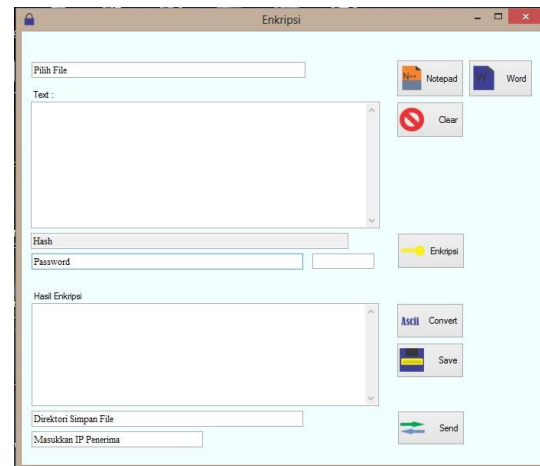 Enkripsi
Pilih File
N++ Notepad
W Word
Text :
Clear
Hash
Password
Enkripsi
Hasil Enkripsi
Ascii Convert
Save
Direktori Simpan File
Masukkan IP Penerima
Send